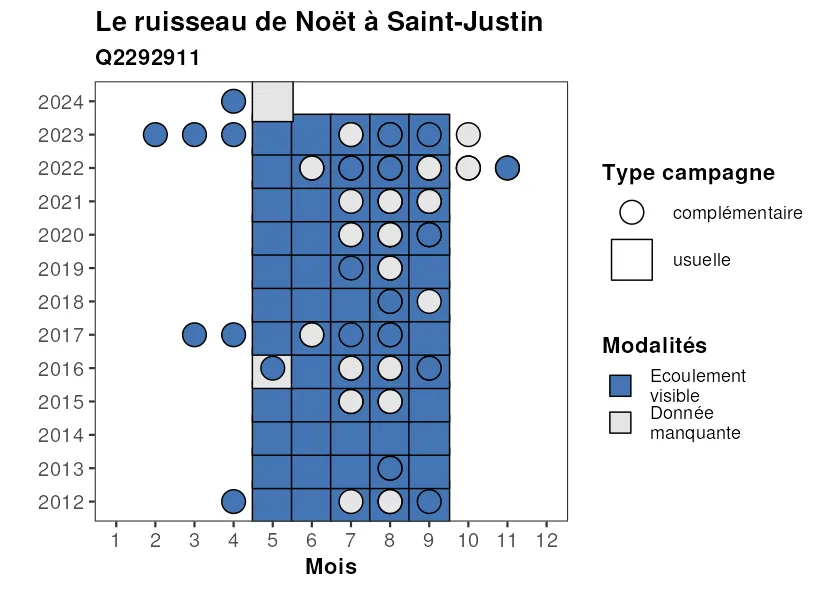 Le ruisseau de Noët à Saint-Justin
Q2292911
2024
2023
2022
2021
2020
2019
2018
2017
2016
2015
2014
2013
2012
1 2 3 4 5 6 7 8 9 10 11 12
Mois
Type campagne
complémentaire
usuelle
Modalités
Ecoulement
visible
Donnée
manquante